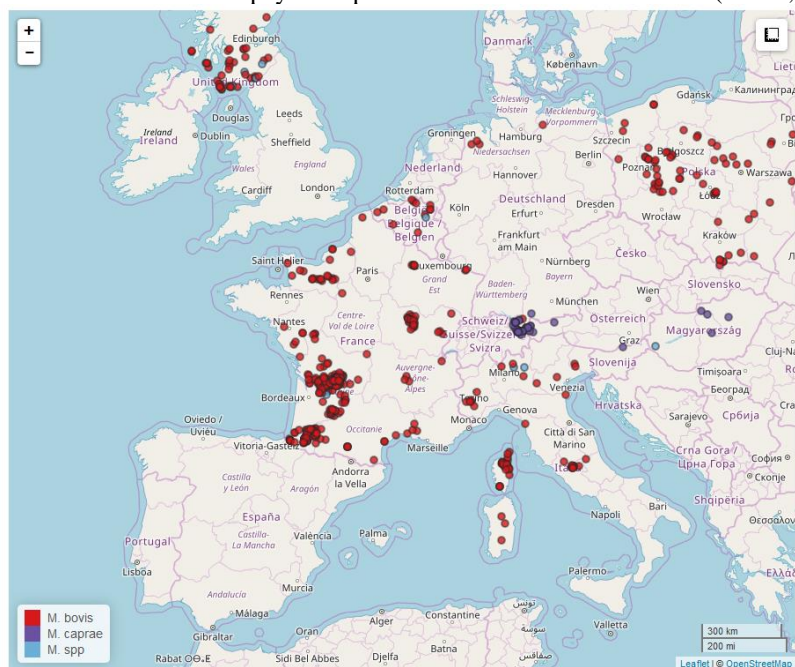 +
−
Edinburgh
Danmark
København
United Kingdom
Douglas
Leeds
Ireland
Ireland
Dublin
Sheffield
England
Wales
Cardiff
London
Schleswig-
Holstein
Mecklenburg-
Vorpommern
Gdańsk
Калининград
Groningen
Hamburg
Szczecin
Bydgoszcz
Niedersachsen
Berlin
Poznań
Polska
Warszawa
Nederland
Hannover
Rotterdam
Łódź
Köln
Deutschland
Wrocław
Belgique /
Belgien
Erfurt
Dresden
Frankfurt
am Main
Kraków
Česko
Saint Helier
Paris
Luxembourg
Nürnberg
Grand
Est
Baden-
Württemberg
Bayern
Slovensko
Rennes
München
Wien
Centre-
Val de Loire
Nantes
France
Schweiz/
Suisse/Svizzera/
Svizra
Österreich
Graz
Magyarország
Cluj-Nap
Slovenija
Auvergne-
Alpes
Milano
Venezia
Timișoara
Београд
Hrvatska
Bordeaux
Torino
Genova
Sarajevo
Србија
Occitanie
Monaco
Città di San
Marino
Oviedo /
Uviéu
Vitoria-Gasteiz
Marseille
Crna Gora /
Црна Гора
София
Andorra
la Vella
Скопје
Castilla
y León
Aragón
Shqipëria
España
Napoli
Bari
Castilla-
La Mancha
València
Palma
Portugal
Lisboa
Murcia
Andalucía
Palermo
Málaga
Gibraltar
Oran
Alger
Constantine
تونس
Valletta
Batna
سوسة
صفاقس
Sidi Bel Abbes
Djelfa
M. bovis
M. caprae
M. spp
300 km
200 mi
Leaflet | © OpenStreetMap